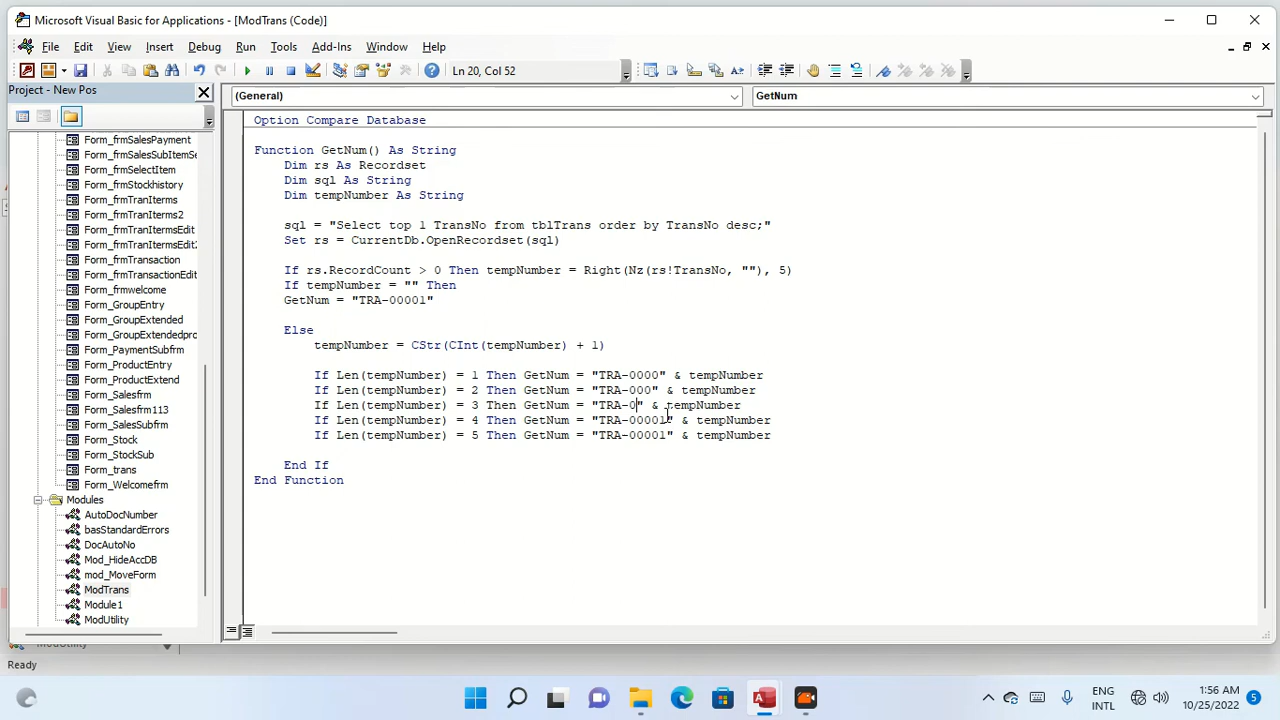 Microsoft Visual Basic for Applications - [ModTrans (Code)]
File Edit View Insert Debug Run Tools Add-Ins Window Help
Ln 20, Col 52
Project - New Pos
(General)
GetNum
Form_frmSalesPayment
Form_frmSalesSubItemSe
Form_frmSelectItem
Form_frmStockhistory
Form_frmTranIterms
Form_frmTranIterms2
Form_frmTranItermsEdit
Form_frmTranItermsEdit2
Form_frmTransaction
Form_frmTransactionEdit
Form_frmwelcome
Form_GroupEntry
Form_GroupExtended
Form_GroupExtendedpro
Form_PaymentSubfrm
Form_ProductEntry
Form_ProductExtend
Form_Salesfrm
Form_Salesfrm113
Form_SalesSubfrm
Form_Stock
Form_StockSub
Form_trans
Form_Welcomefrm
Modules
AutoDocNumber
basStandardErrors
DocAutoNo
Mod_HideAccDB
mod_MoveForm
ModTrans
Module1
ModUtility
Option Compare Database
Function GetNum() As String
Dim rs As Recordset
Dim sql As String
Dim tempNumber As String
sql = "Select top 1 TransNo from tblTrans order by TransNo desc;"
Set rs = CurrentDb.OpenRecordset(sql)
If rs.RecordCount > 0 Then tempNumber = Right(Nz(rs!TransNo, ""), 5)
If tempNumber = "" Then
GetNum = "TRA-00001"
Else
tempNumber = CStr(CInt(tempNumber) + 1)
If Len(tempNumber) = 1 Then GetNum = "TRA-0000" & tempNumber
If Len(tempNumber) = 2 Then GetNum = "TRA-000" & tempNumber
If Len(tempNumber) = 3 Then GetNum = "TRA-0" & tempNumber
If Len(tempNumber) = 4 Then GetNum = "TRA-00001" & tempNumber
If Len(tempNumber) = 5 Then GetNum = "TRA-00001" & tempNumber
End If
End Function
Ready
ENG
INTL
1:56 AM
10/25/2022
5